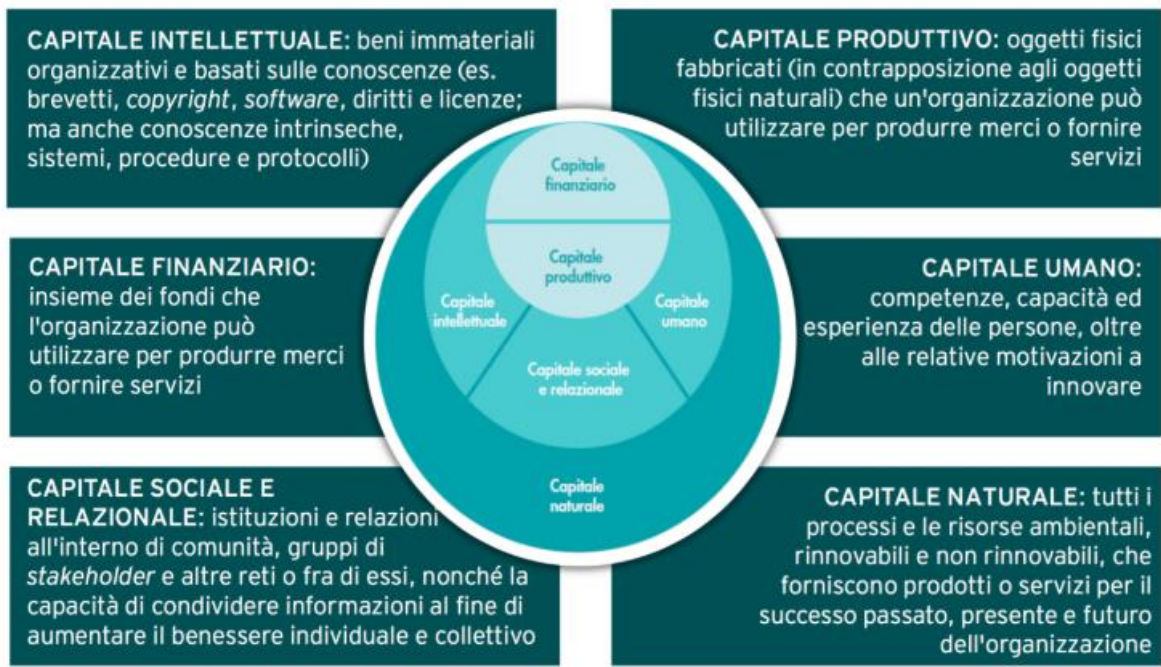 CAPITALE INTELLETTUALE: beni immateriali
organizzativi e basati sulle conoscenze (es.
brevetti, copyright, software, diritti e licenze;
ma anche conoscenze intrinseche,
sistemi, procedure e protocolli)
CAPITALE PRODUTTIVO: oggetti fisici
fabbricati (in contrapposizione agli oggetti
fisici naturali) che un'organizzazione può
utilizzare per produrre merci o fornire
servizi
CAPITALE FINANZIARIO:
insieme dei fondi che
l'organizzazione può
utilizzare per produrre merci
o fornire servizi
Capitale
finanziario
Capitale
produttivo
Capitale
intellettuale
Capitale
umano
Capitale sociale
e relazionale
Capitale
naturale
CAPITALE UMANO:
competenze, capacità ed
esperienza delle persone, oltre
alle relative motivazioni a
innovare
CAPITALE SOCIALE E
RELAZIONALE: istituzioni e relazioni
all'interno di comunità, gruppi di
stakeholder e altre reti o fra di essi, nonché la
capacità di condividere informazioni al fine di
aumentare il benessere individuale e collettivo
CAPITALE NATURALE: tutti i
processi e le risorse ambientali,
rinnovabili e non rinnovabili, che
forniscono prodotti o servizi per il
successo passato, presente e futuro
dell'organizzazione